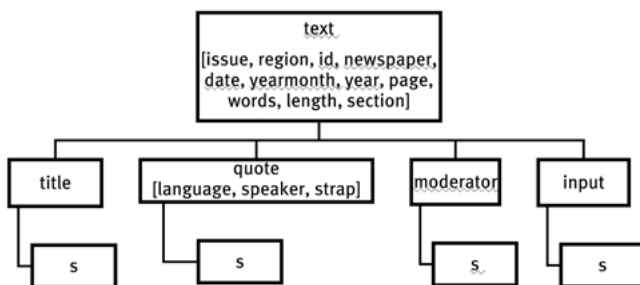 text
[issue, region, id, newspaper,
date, yearmonth, year, page,
words, length, section]
title
quote
[language, speaker, strap]
moderator
input
s
s
s
s